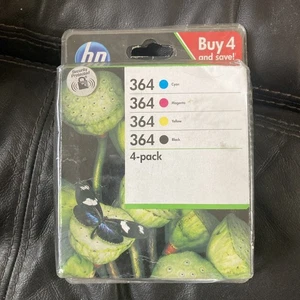 hp
Buy 4
and save!
364 Cyan
364 Magenta
364 Yellow
364 Black
4-pack